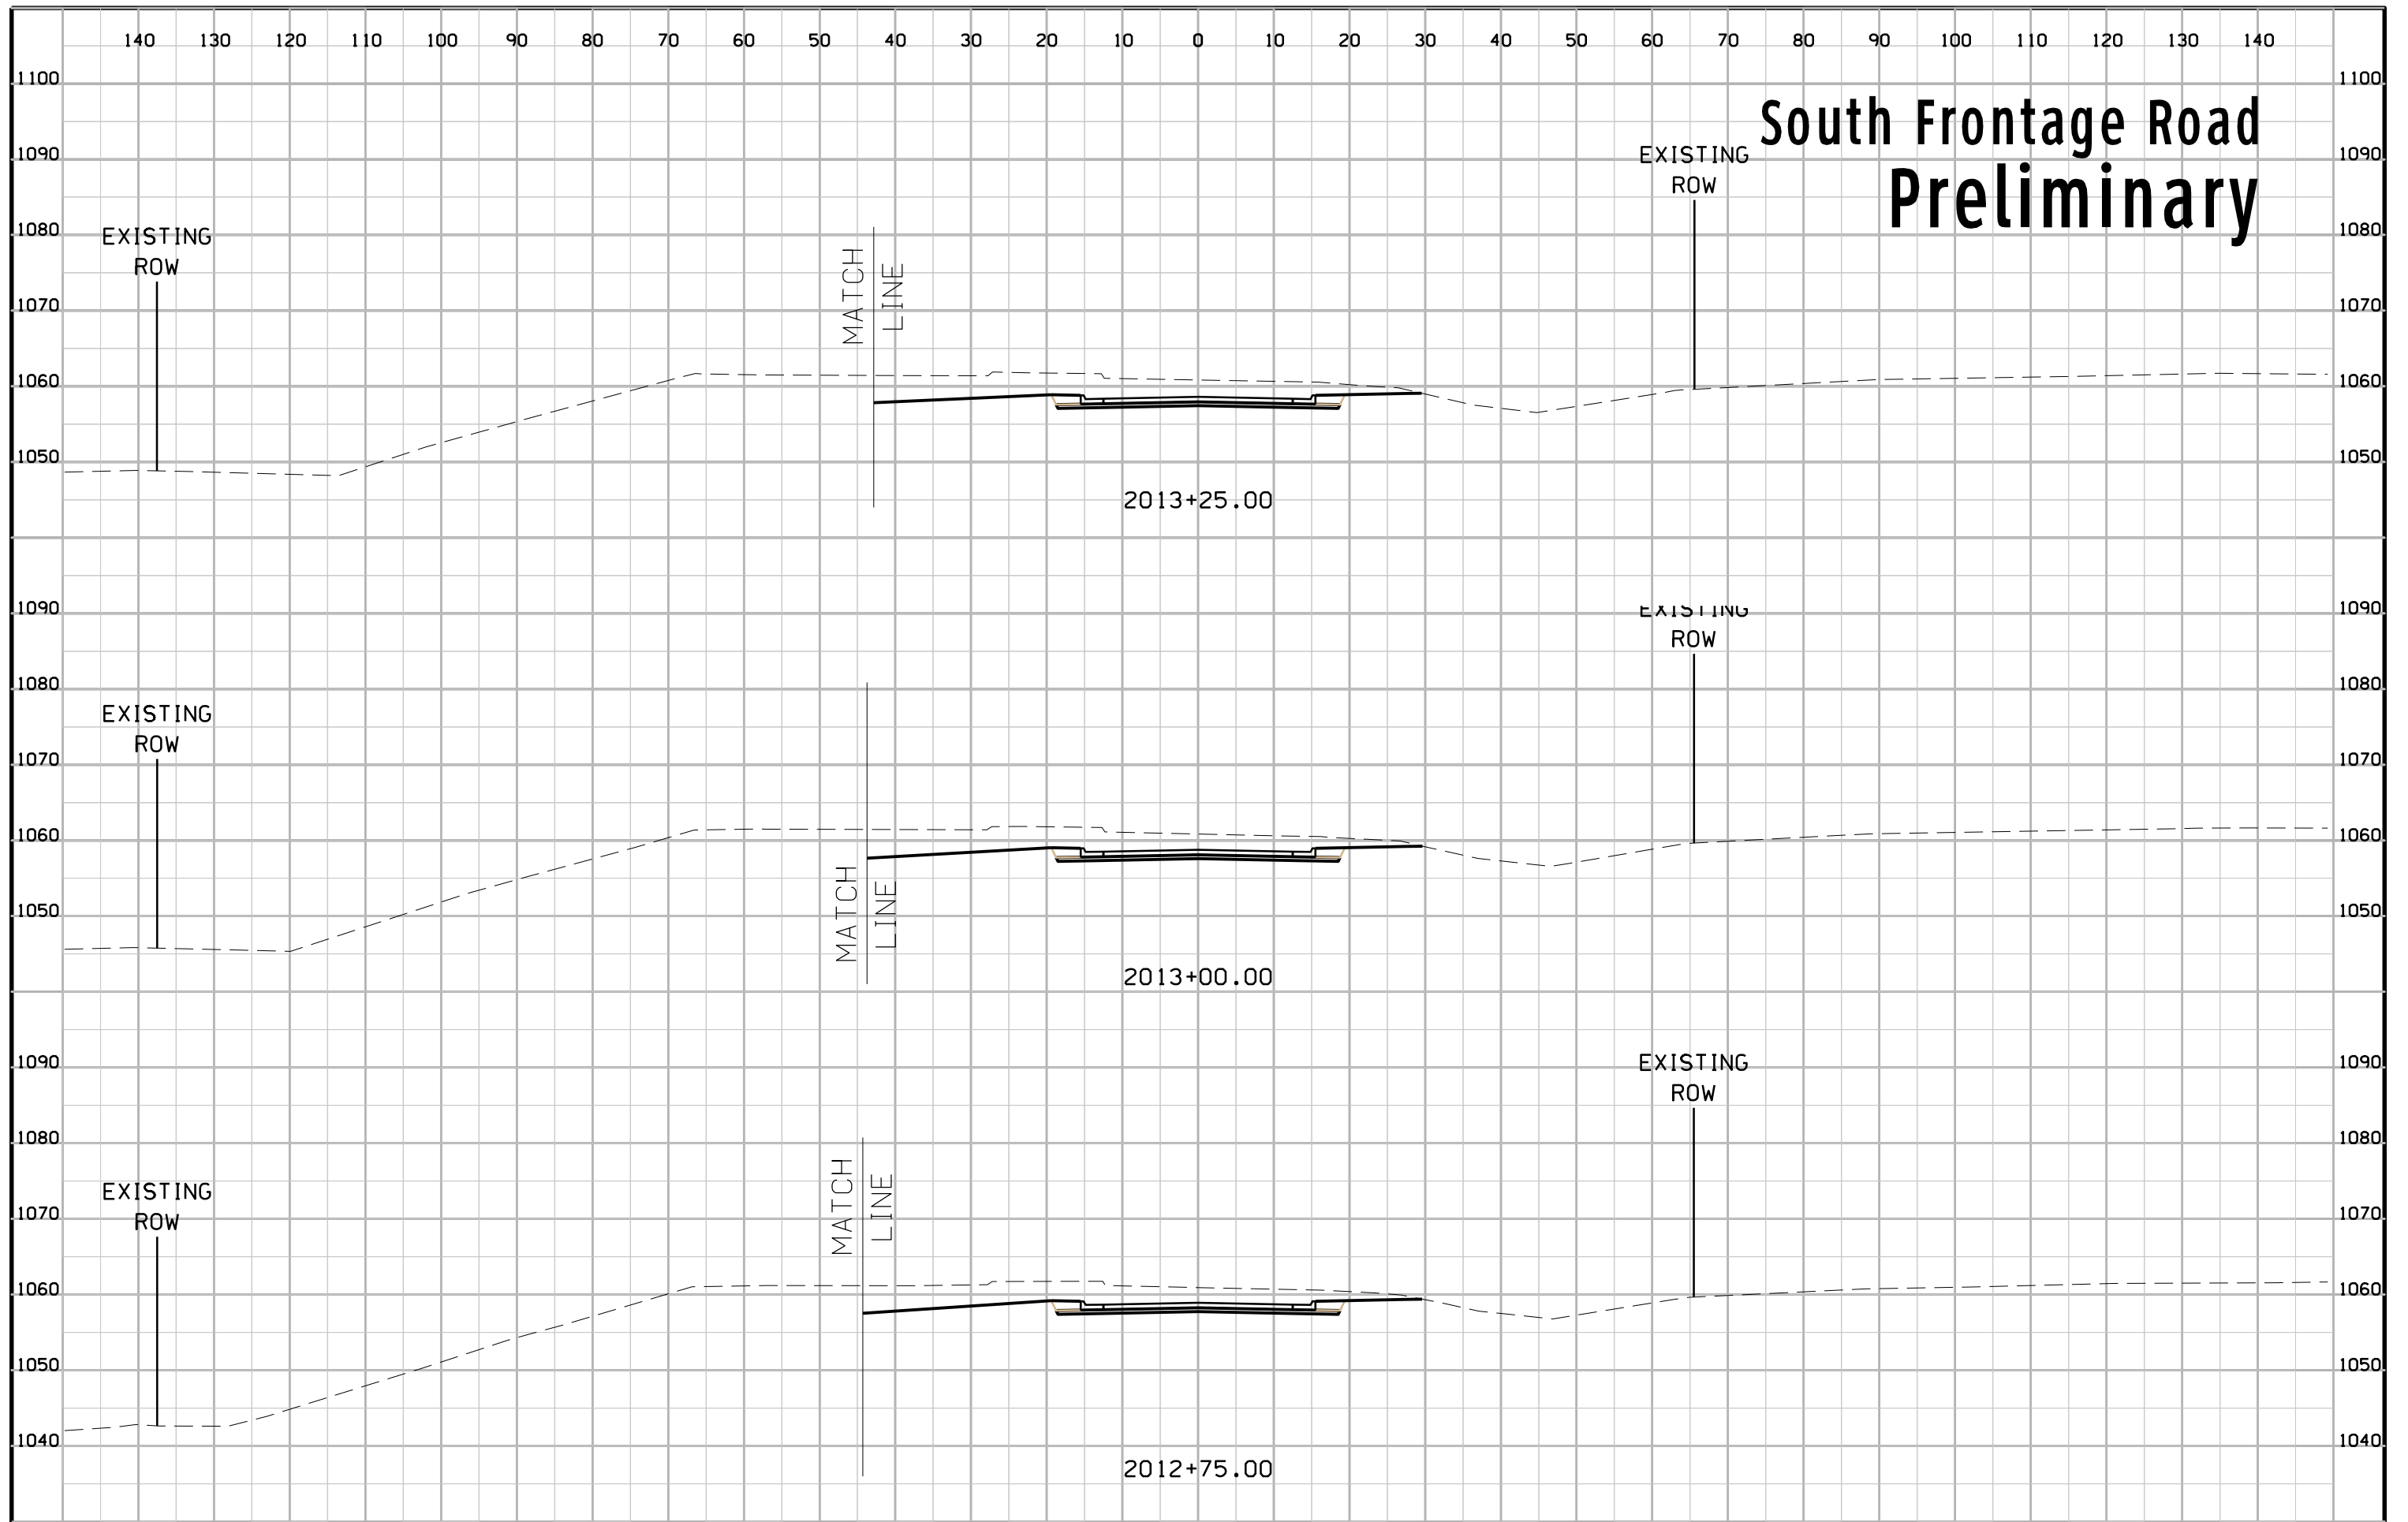 140 130 120 110 100 90 80 70 60 50 40 30 20 10 0 10 20 30 40 50 60 70 80 90 100 110 120 130 140
1100 1100
South Frontage Road
Preliminary
1090 1090
EXISTING
ROW
1080 1080
EXISTING
ROW
MATCH
LINE
1070 1070
1060 1060
1050 1050
2013+25.00
1090 1090
EXISTING
ROW
1080 1080
EXISTING
ROW
1070 1070
1060 1060
MATCH
LINE
1050 1050
2013+00.00
1090 1090
EXISTING
ROW
1080 1080
MATCH
LINE
EXISTING
ROW
1070 1070
1060 1060
1050 1050
1040 1040
2012+75.00